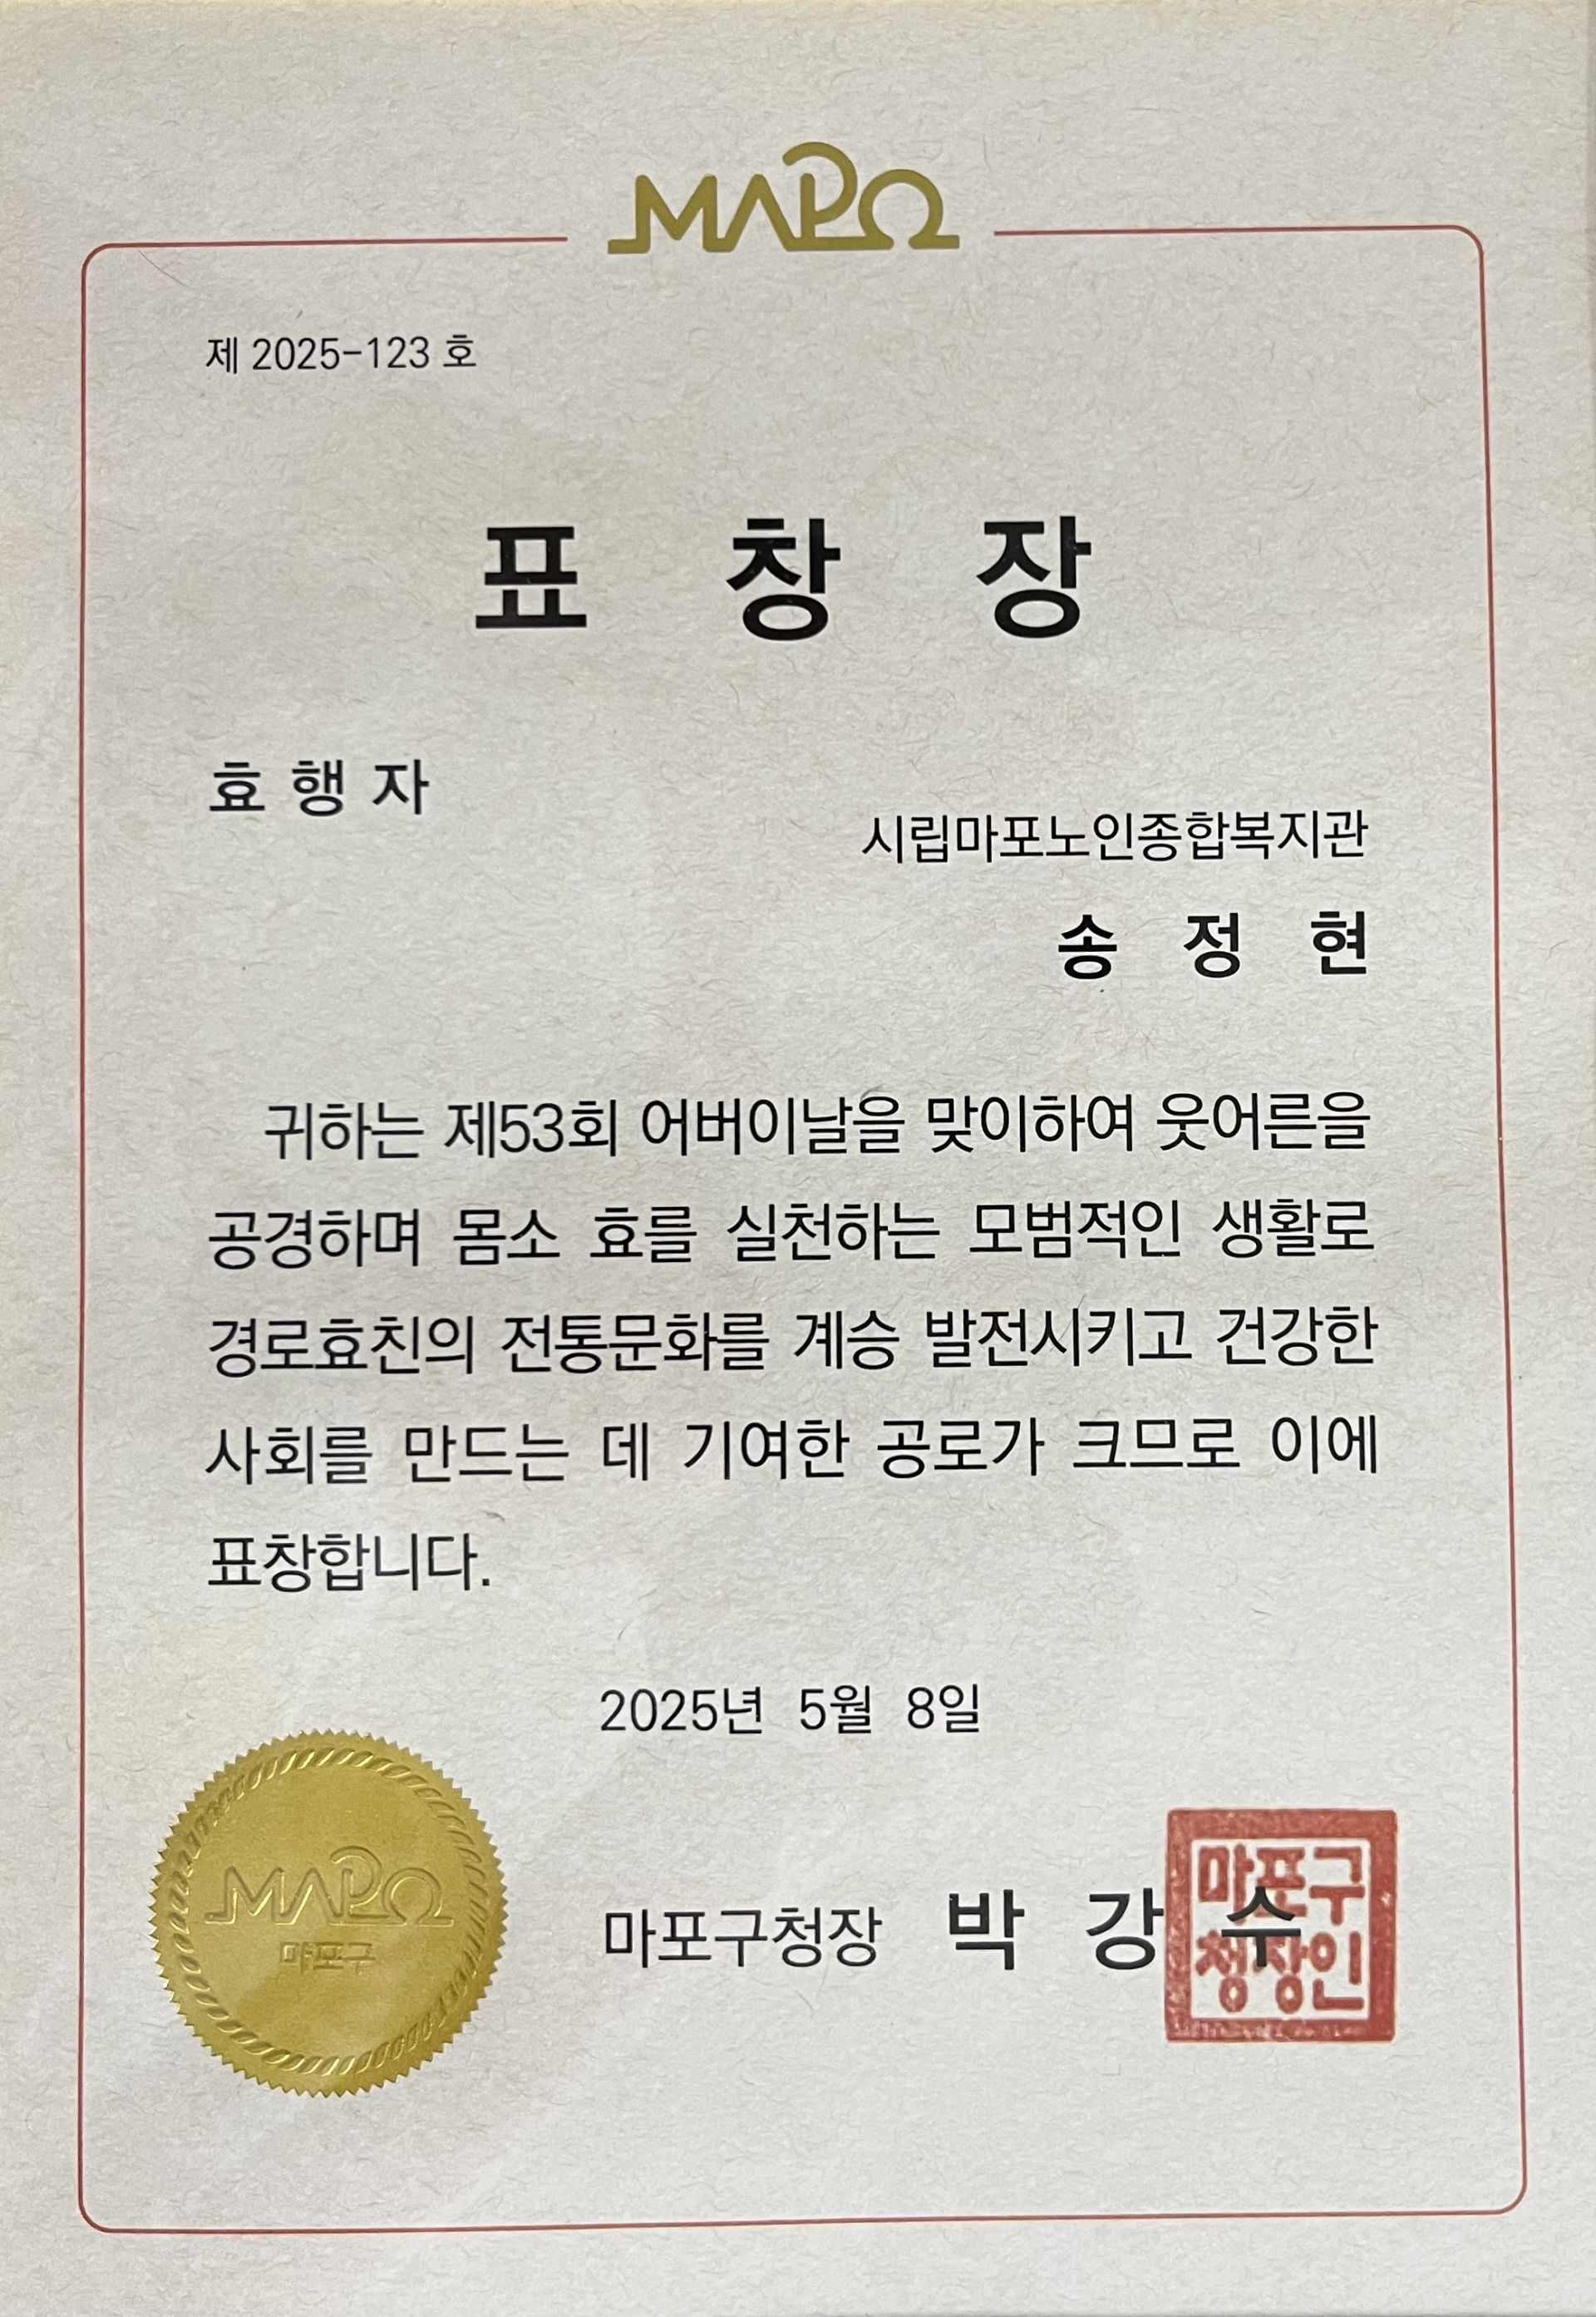 MAPO
제 2025-123 호
표 창 장
효 행 자
시립마포노인종합복지관
송 정 현
귀하는 제53회 어버이날을 맞이하여 웃어른을
공경하며 몸소 효를 실천하는 모범적인 생활로
경로효친의 전통문화를 계승 발전시키고 건강한
사회를 만드는 데 기여한 공로가 크므로 이에
표창합니다.
2025년 5월 8일
MAPO
마포구
마포구청장 박 강 수
마포구
청장인